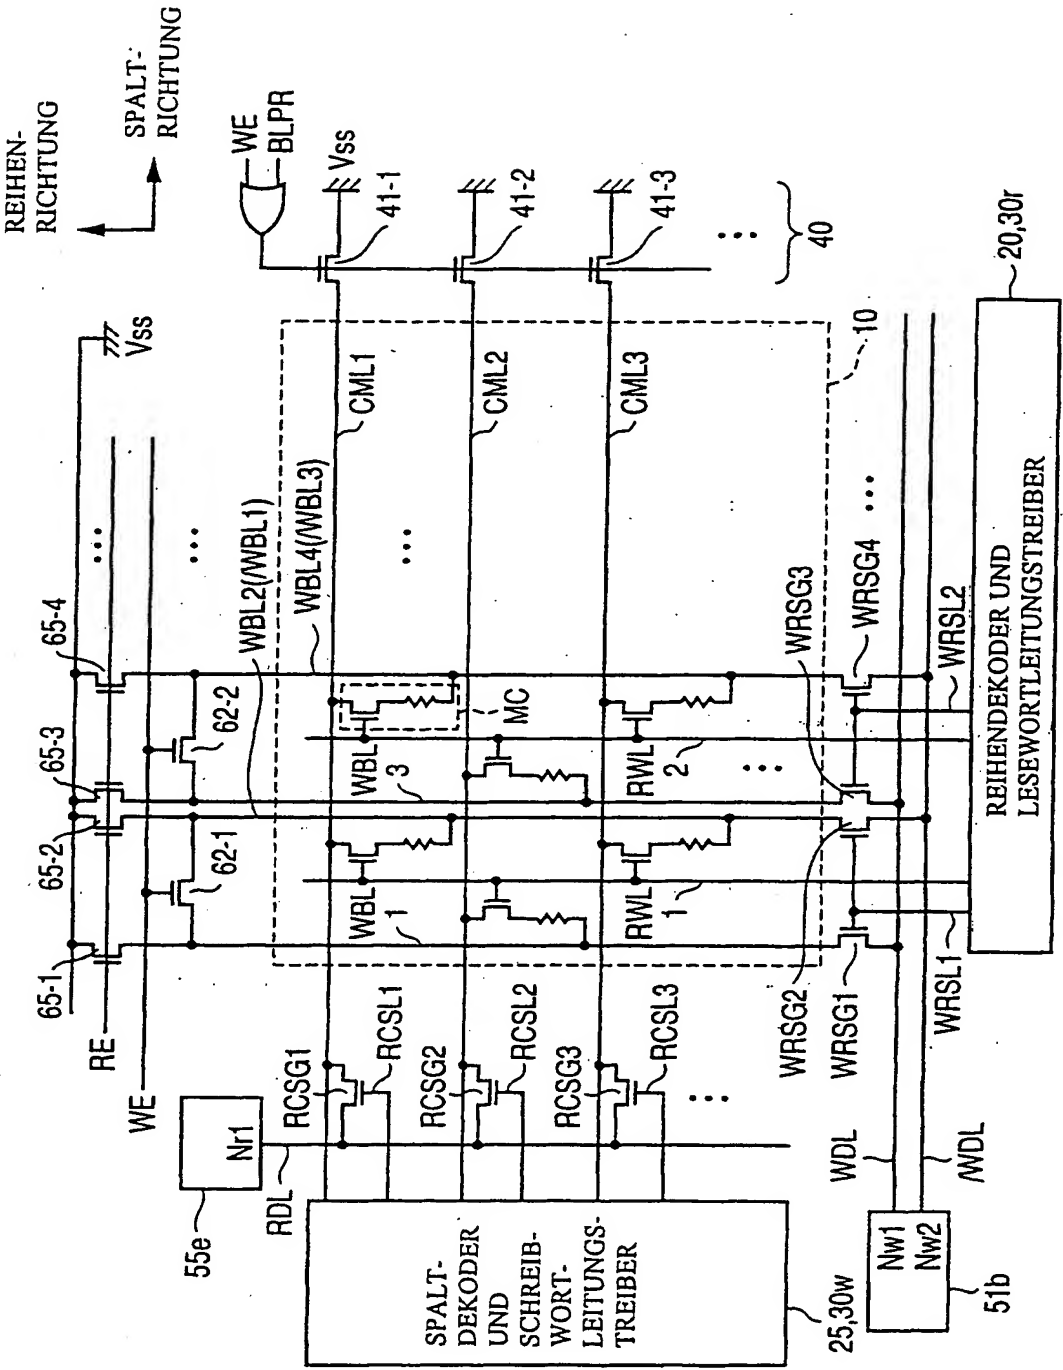 REIHEN-
RICHTUNG
SPALT-
RICHTUNG
WE
BLPR
Vss
41-1
41-2
41-3
40
Vss
65-1
65-2
65-3
65-4
RE
WE
62-1
62-2
WBL2(/WBL1)
WBL4(/WBL3)
CML1
CML2
CML3
10
MC
WBL
1
WBL
3
RWL
1
RWL
2
55e
Nr1
RDL
RCSG1
RCSL1
RCSG2
RCSL2
RCSG3
RCSL3
SPALT-
DEKODER
UND
SCHREIB-
WORT-
LEITUNGS-
TREIBER
25,30w
WRSG1
WRSG2
WRSG3
WRSG4
WRSL1
WRSL2
WDL
/WDL
Nw1
Nw2
51b
REIHENDEKODER UND
LESEWORTLEITUNGSTREIBER
20,30r